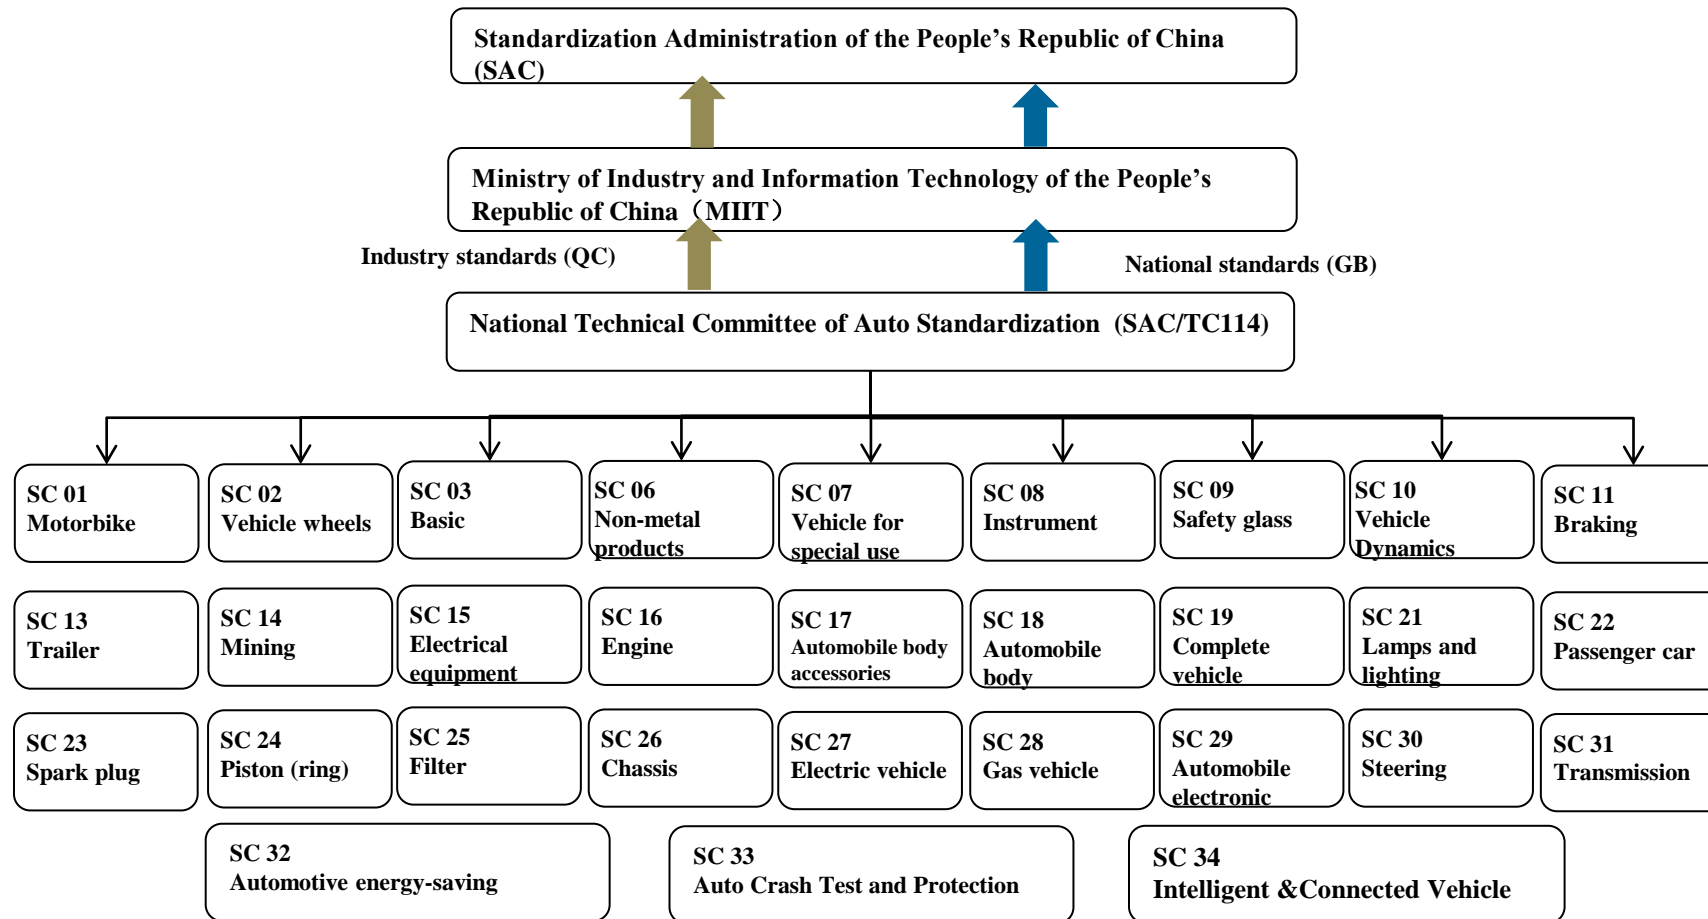 Standardization Administration of the People’s Republic of China
(SAC)
Ministry of Industry and Information Technology of the People’s
Republic of China（MIIT）
Industry standards (QC)
National standards (GB)
National Technical Committee of Auto Standardization (SAC/TC114)
SC 01
Motorbike
SC 02
Vehicle wheels
SC 03
Basic
SC 06
Non-metal
products
SC 07
Vehicle for
special use
SC 08
Instrument
SC 09
Safety glass
SC 10
Vehicle
Dynamics
SC 11
Braking
SC 13
Trailer
SC 14
Mining
SC 15
Electrical
equipment
SC 16
Engine
SC 17
Automobile body
accessories
SC 18
Automobile
body
SC 19
Complete
vehicle
SC 21
Lamps and
lighting
SC 22
Passenger car
SC 23
Spark plug
SC 24
Piston (ring)
SC 25
Filter
SC 26
Chassis
SC 27
Electric vehicle
SC 28
Gas vehicle
SC 29
Automobile
electronic
SC 30
Steering
SC 31
Transmission
SC 32
Automotive energy-saving
SC 33
Auto Crash Test and Protection
SC 34
Intelligent &Connected Vehicle